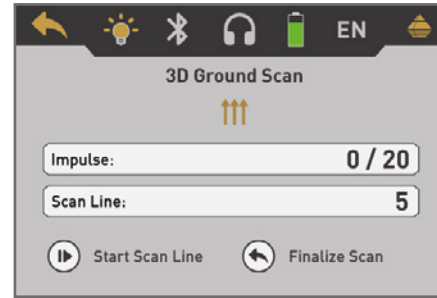 EN
3D Ground Scan
Impulse: 0 / 20
Scan Line: 5
Start Scan Line Finalize Scan